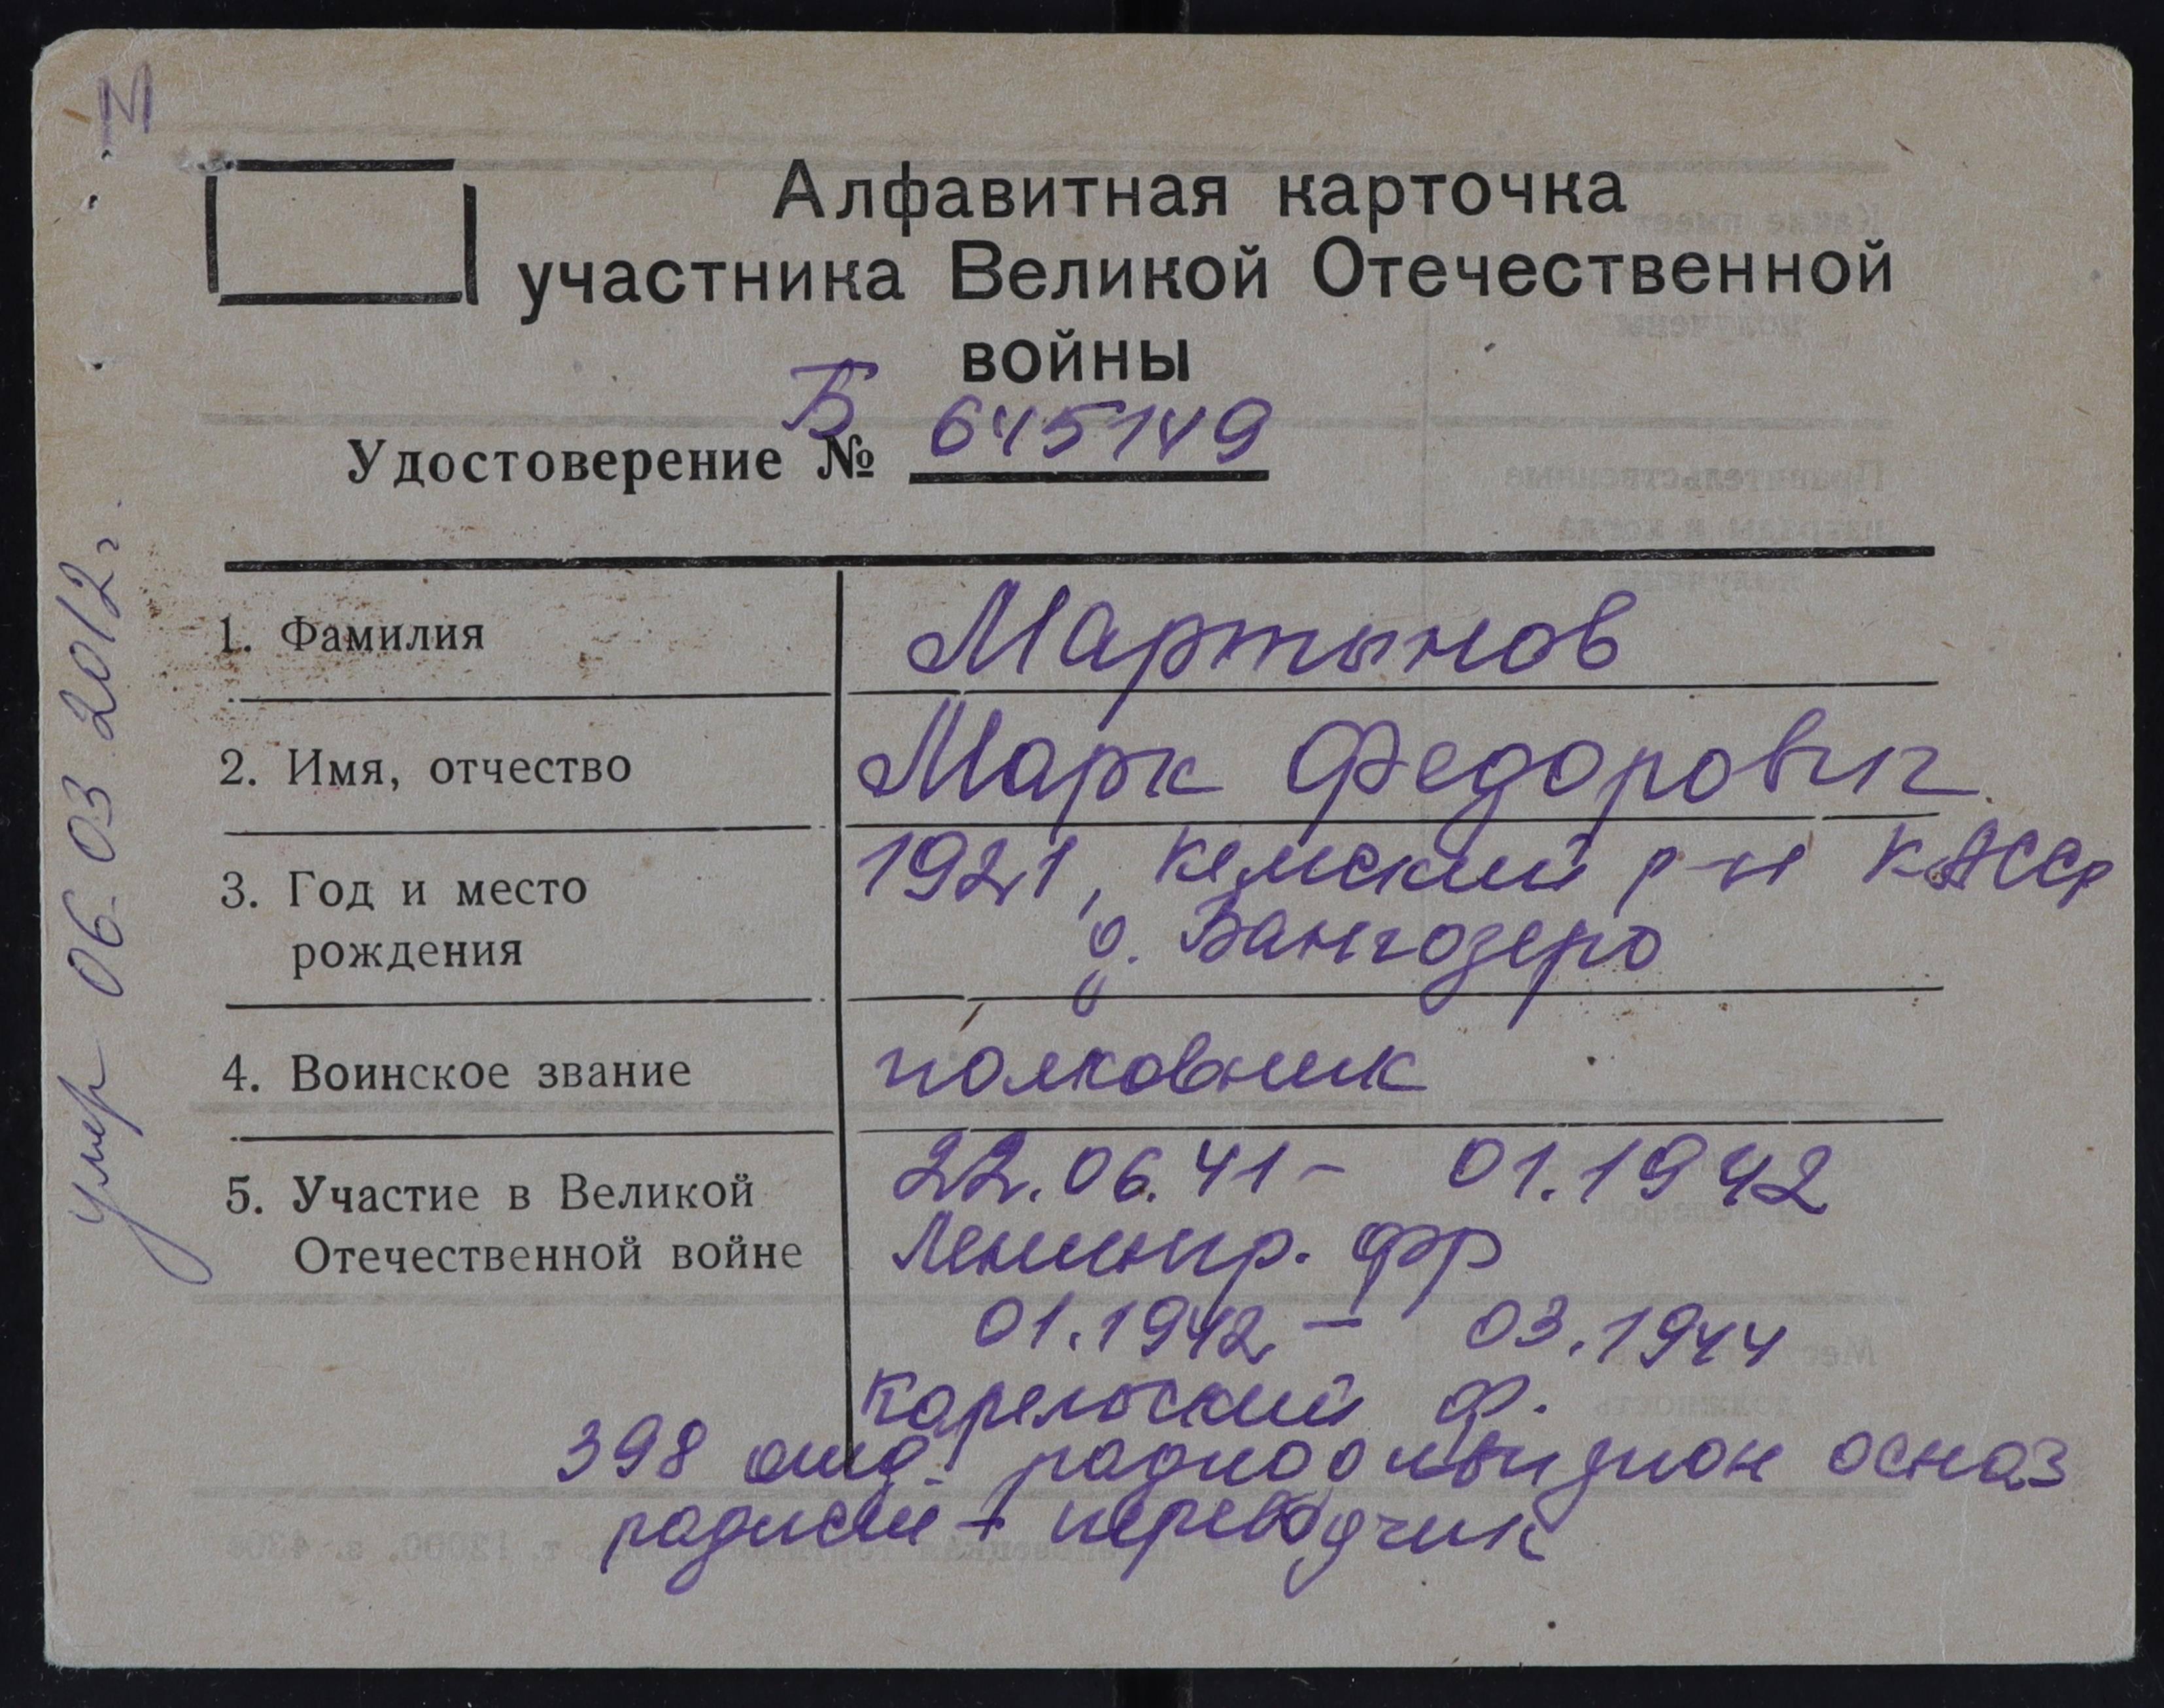 М
Алфавитная карточка
участника Великой Отечественной
войны
Удостоверение № Б 645149
1. Фамилия Мартынов
2. Имя, отчество Марк Федорович
3. Год и место 1921, Кемский р-н КАССР
рождения д. Вангозеро
4. Воинское звание полковник
5. Участие в Великой 22.06.41 - 01.1942
Отечественной войне Ленингр. фр
01.1942 - 03.1944
Карельский ф.
398 отд. радиодивизион осназ
радист + переводчик
умер 06.03.2012г.